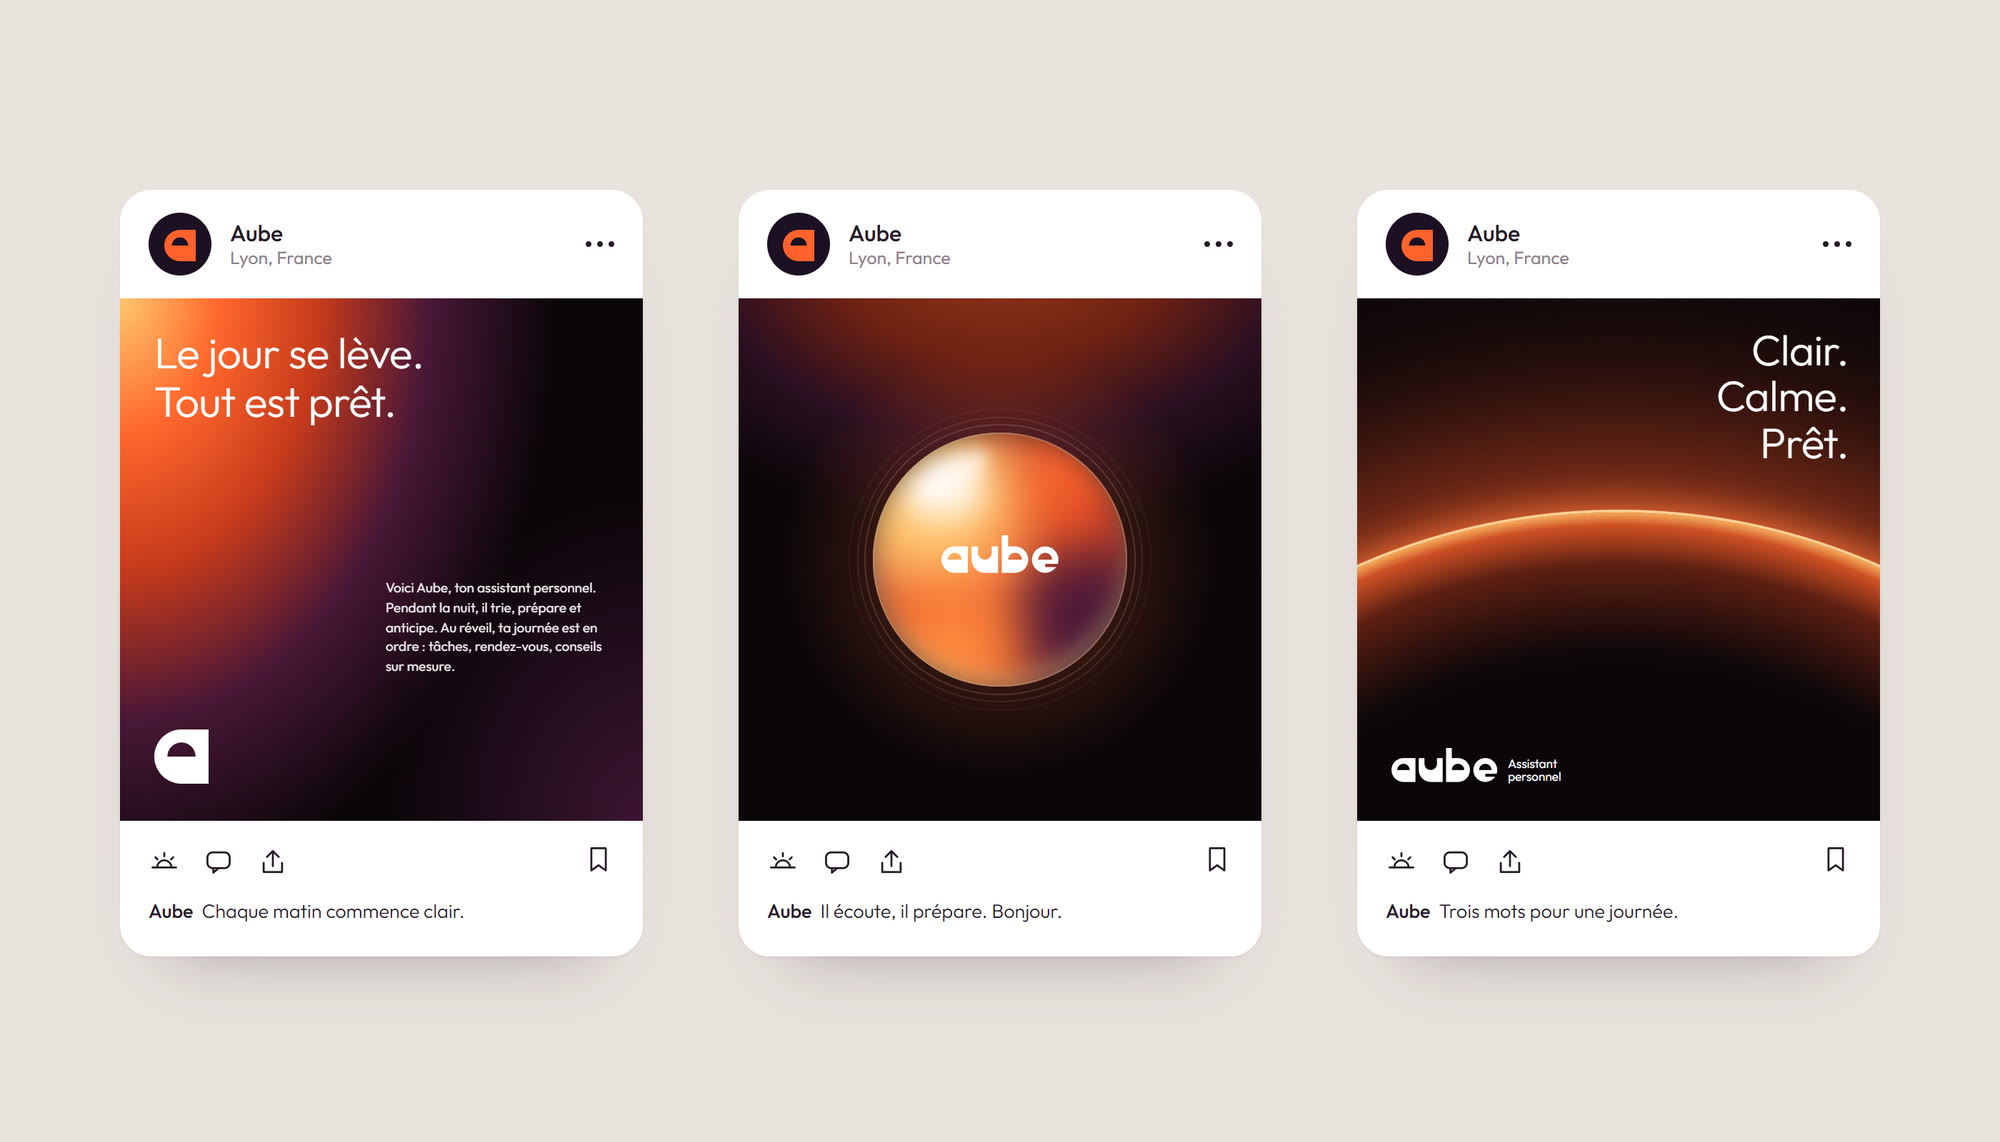 Aube
Lyon, France
Le jour se lève.
Tout est prêt.
Voici Aube, ton assistant personnel.
Pendant la nuit, il trie, prépare et
anticipe. Au réveil, ta journée est en
ordre : tâches, rendez-vous, conseils
sur mesure.
a
Aube Chaque matin commence clair.
Aube
Lyon, France
aube
Aube Il écoute, il prépare. Bonjour.
Aube
Lyon, France
Clair.
Calme.
Prêt.
aube
Assistant
personnel
Aube Trois mots pour une journée.